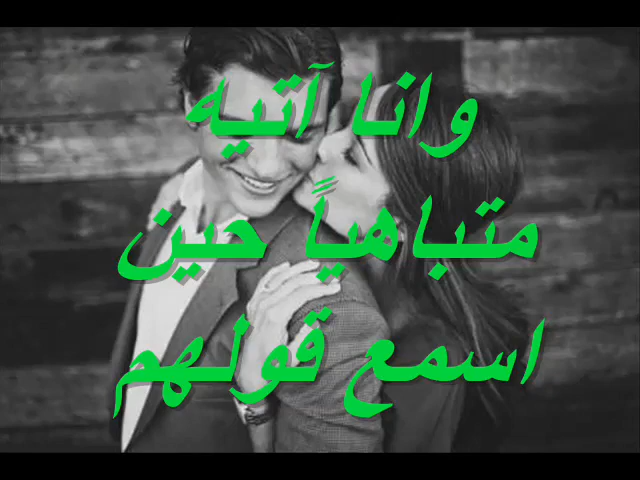 وانا آتيه
متباهياً حين
اسمع قولهم